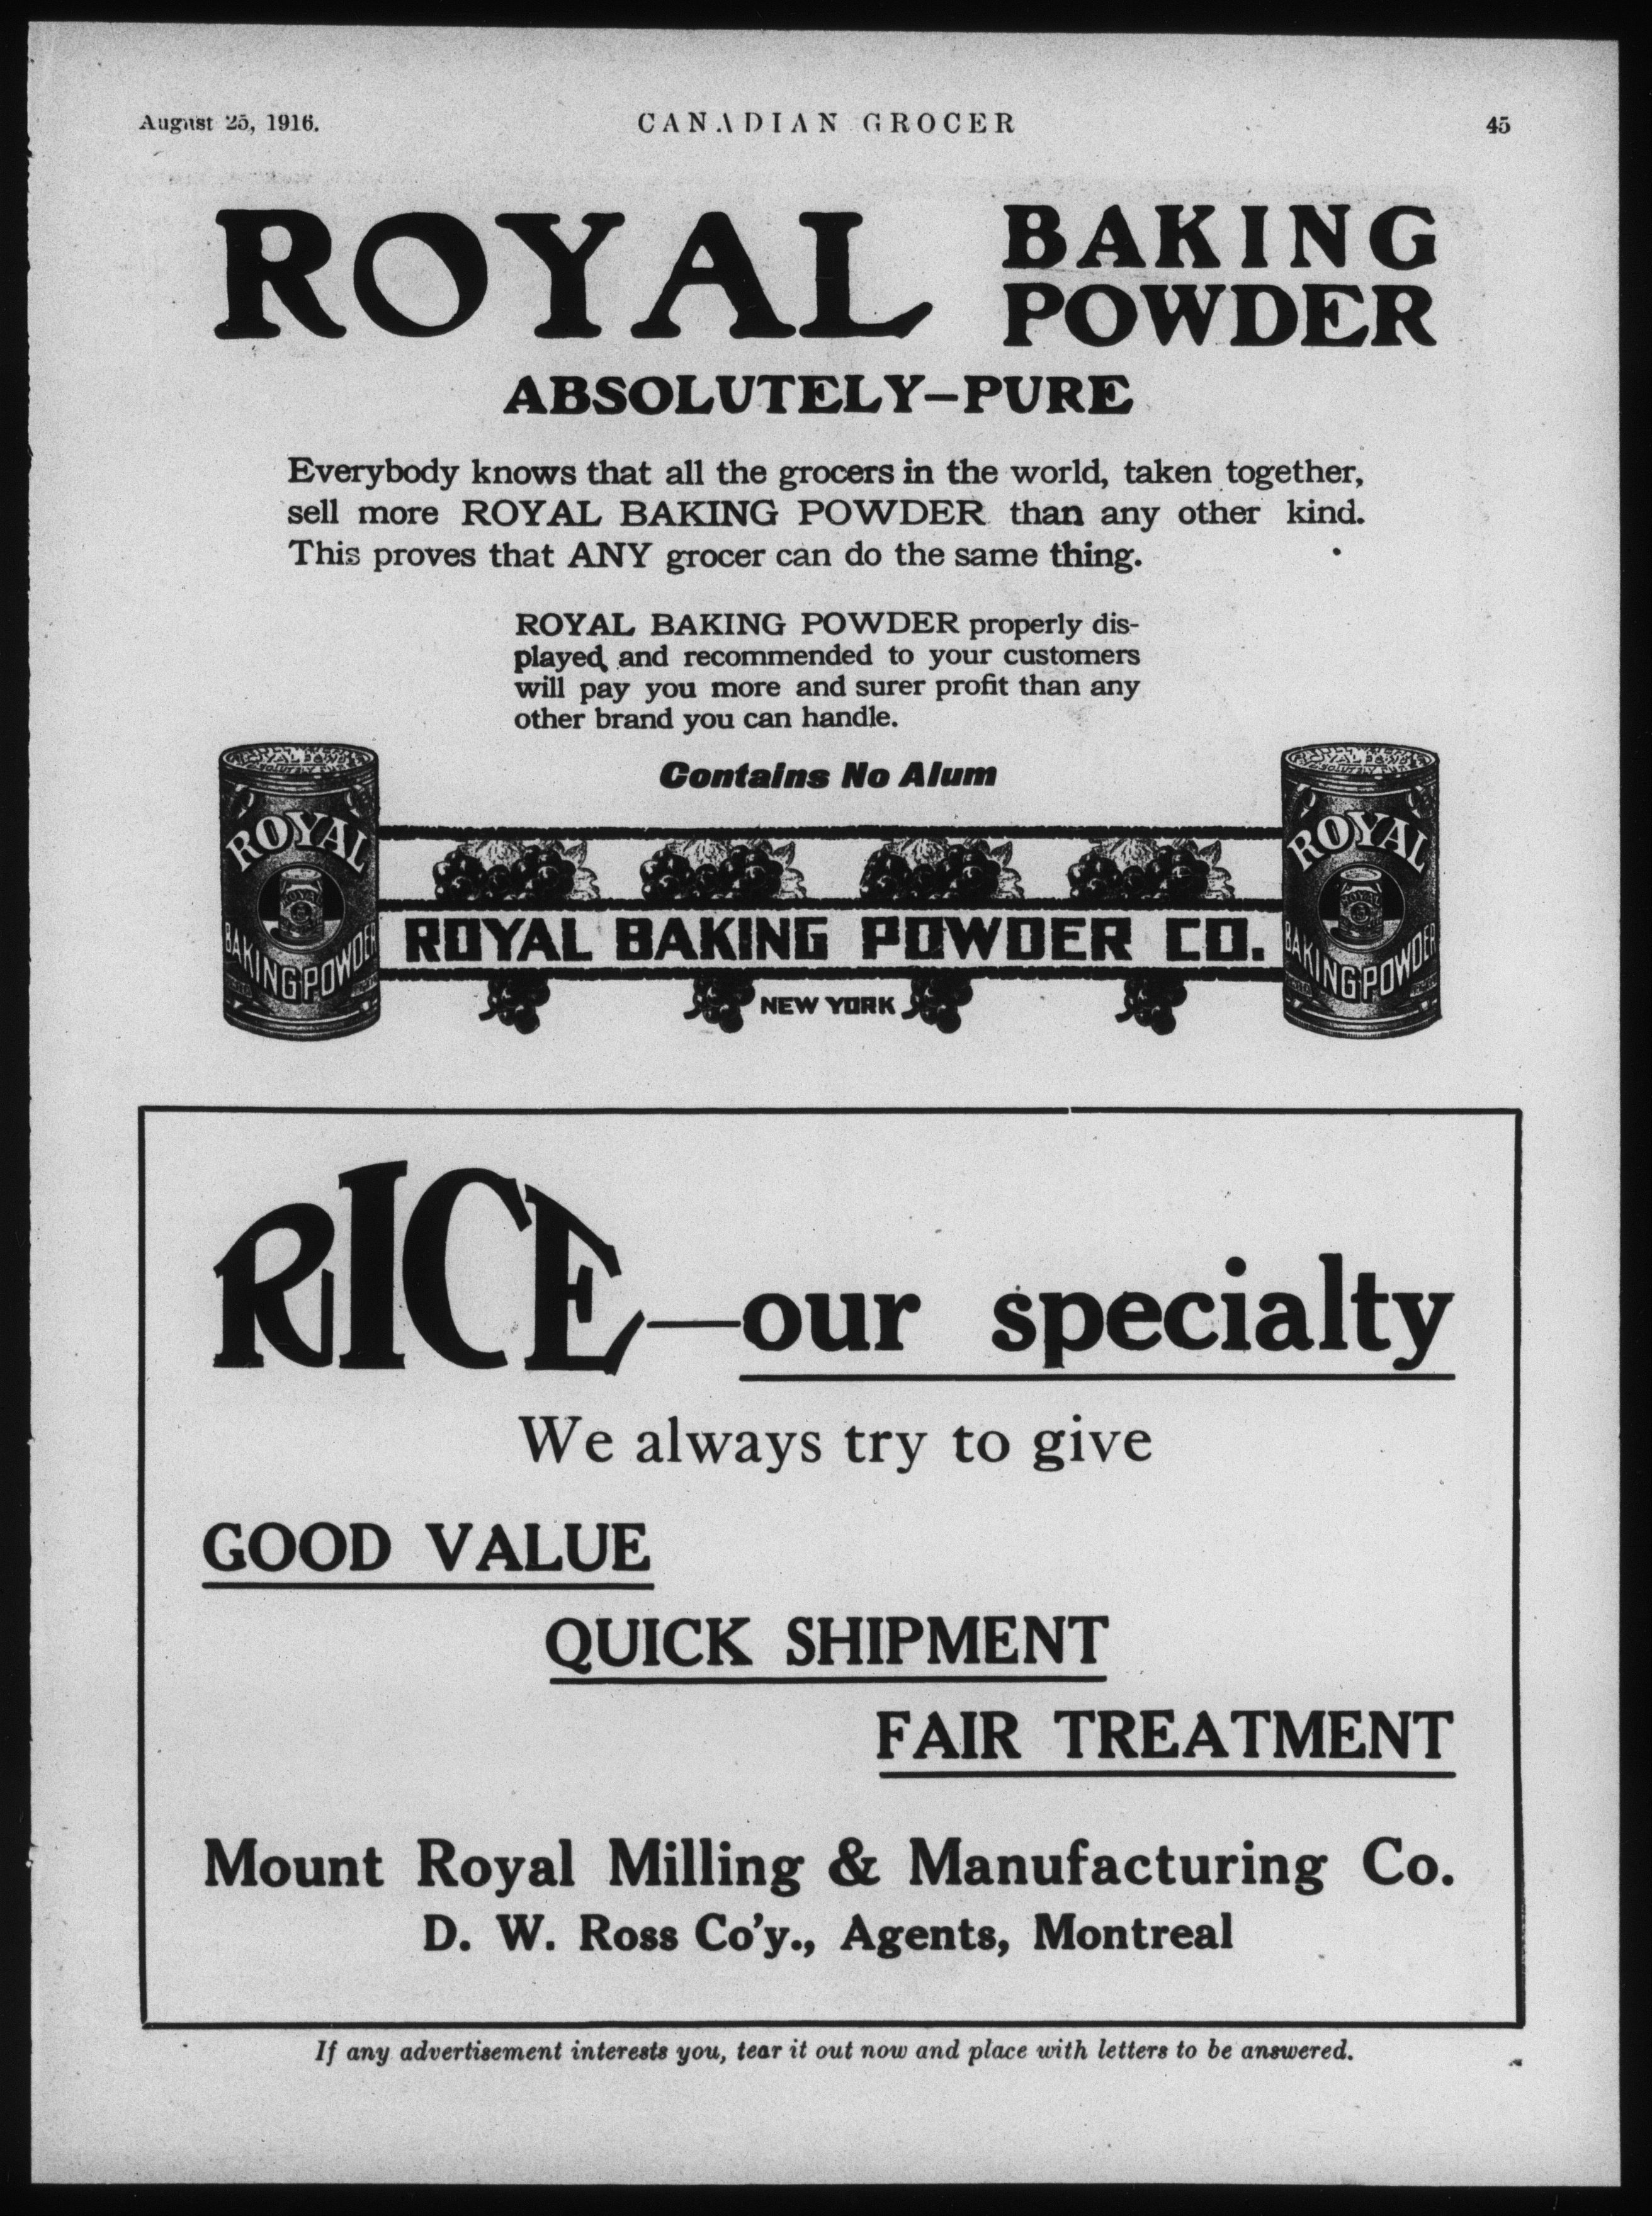 August 25, 1916.
CANADIAN GROCER
45
ROYAL BAKING
POWDER
ABSOLUTELY-PURE
Everybody knows that all the grocers in the world, taken together,
sell more ROYAL BAKING POWDER than any other kind.
This proves that ANY grocer can do the same thing.
ROYAL BAKING POWDER properly dis-
played and recommended to your customers
will pay you more and surer profit than any
other brand you can handle.
Contains No Alum
ROYAL
BAKING POWDER
ROYAL
BAKING POWDER
ROYAL BAKING POWDER CO.
NEW YORK
RICE—our specialty
We always try to give
GOOD VALUE
QUICK SHIPMENT
FAIR TREATMENT
Mount Royal Milling & Manufacturing Co.
D. W. Ross Co'y., Agents, Montreal
If any advertisement interests you, tear it out now and place with letters to be answered.